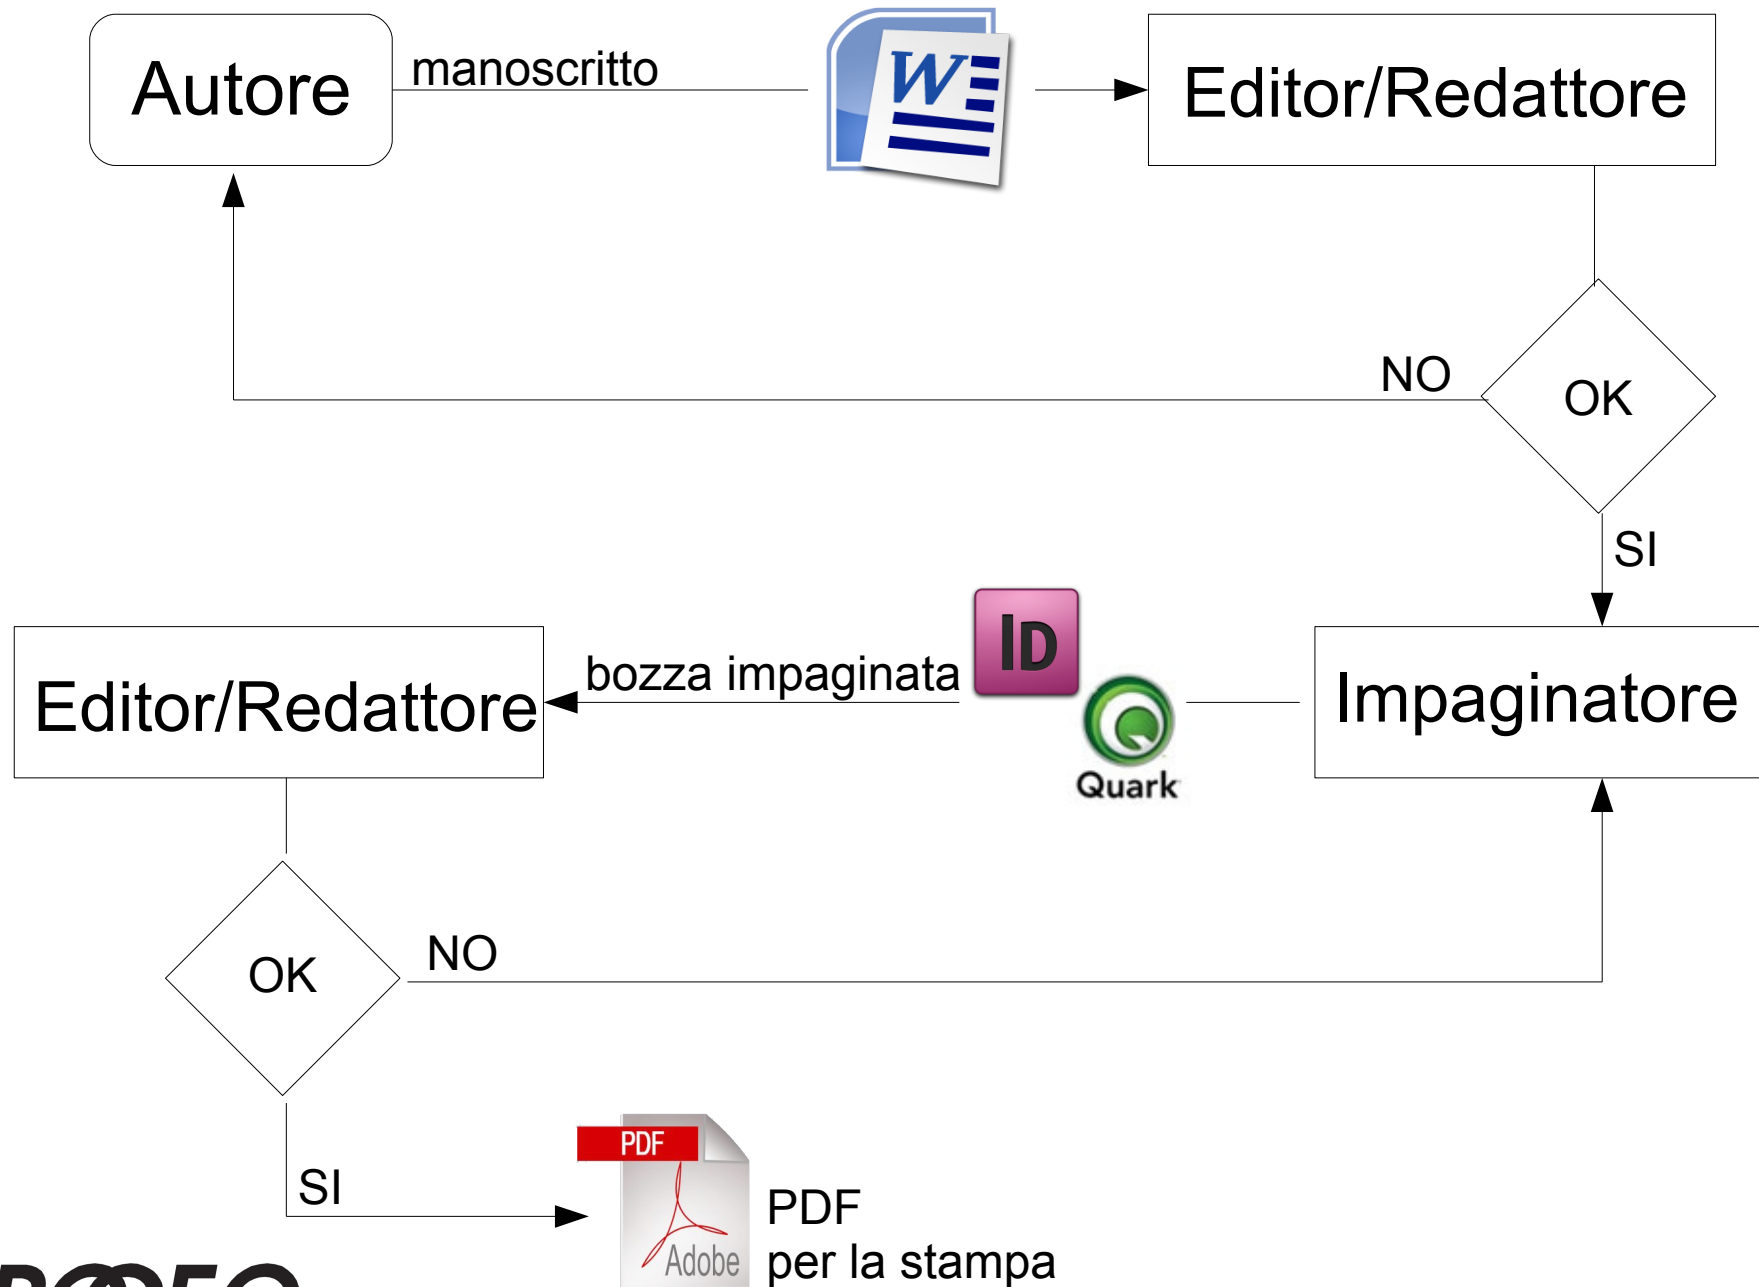 Autore
manoscritto
W
Editor/Redattore
NO
OK
SI
ID
bozza impaginata
Editor/Redattore
Impaginatore
Quark
OK
NO
SI
PDF
Adobe
PDF
per la stampa